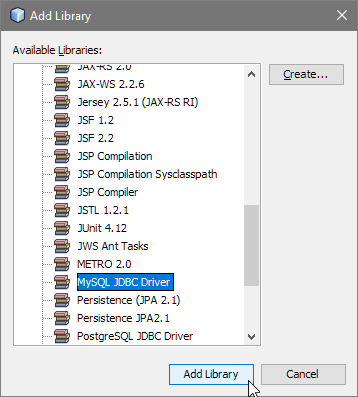 Add Library
Available Libraries:
Create...
JAX-RS 2.0
JAX-WS 2.2.6
Jersey 2.5.1 (JAX-RS RI)
JSF 1.2
JSF 2.2
JSP Compilation
JSP Compilation Sysclasspath
JSP Compiler
JSTL 1.2.1
JUnit 4.12
JWS Ant Tasks
METRO 2.0
MySQL JDBC Driver
Persistence (JPA 2.1)
Persistence JPA2.1
PostgreSQL JDBC Driver
Add Library
Cancel